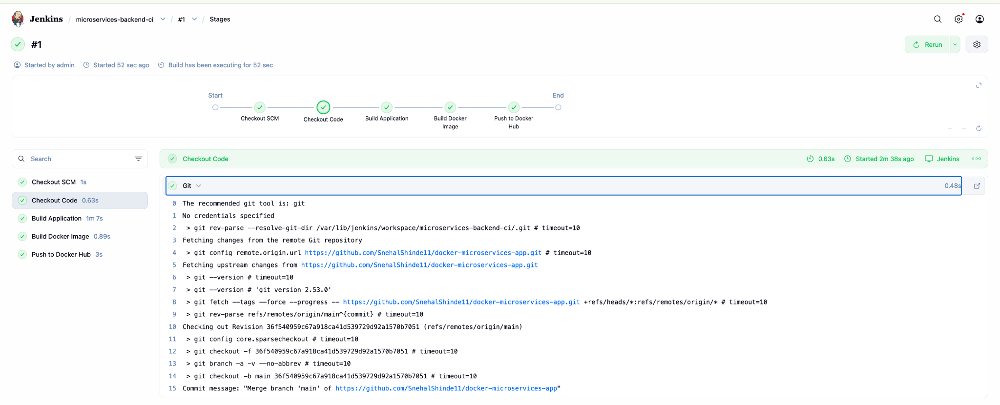 Jenkins / microservices-backend-ci / #1 / Stages
#1
Rerun
Started by admin Started 52 sec ago Build has been executing for 52 sec
Start End
Checkout SCM Checkout Code Build Application Build Docker Image Push to Docker Hub
Search
Checkout SCM 1s
Checkout Code 0.63s
Build Application 1m 7s
Build Docker Image 0.89s
Push to Docker Hub 3s
Checkout Code 0.63s Started 2m 38s ago Jenkins
Git 0.48s
0 The recommended git tool is: git
1 No credentials specified
2 > git rev-parse --resolve-git-dir /var/lib/jenkins/workspace/microservices-backend-ci/.git # timeout=10
3 Fetching changes from the remote Git repository
4 > git config remote.origin.url https://github.com/SnehalShinde11/docker-microservices-app.git # timeout=10
5 Fetching upstream changes from https://github.com/SnehalShinde11/docker-microservices-app.git
6 > git --version # timeout=10
7 > git --version # 'git version 2.53.0'
8 > git fetch --tags --force --progress -- https://github.com/SnehalShinde11/docker-microservices-app.git +refs/heads/*:refs/remotes/origin/* # timeout=10
9 > git rev-parse refs/remotes/origin/main^{commit} # timeout=10
10 Checking out Revision 36f540959c67a918ca41d539729d92a1570b7051 (refs/remotes/origin/main)
11 > git config core.sparsecheckout # timeout=10
12 > git checkout -f 36f540959c67a918ca41d539729d92a1570b7051 # timeout=10
13 > git branch -a -v --no-abbrev # timeout=10
14 > git checkout -b main 36f540959c67a918ca41d539729d92a1570b7051 # timeout=10
15 Commit message: "Merge branch 'main' of https://github.com/SnehalShinde11/docker-microservices-app"